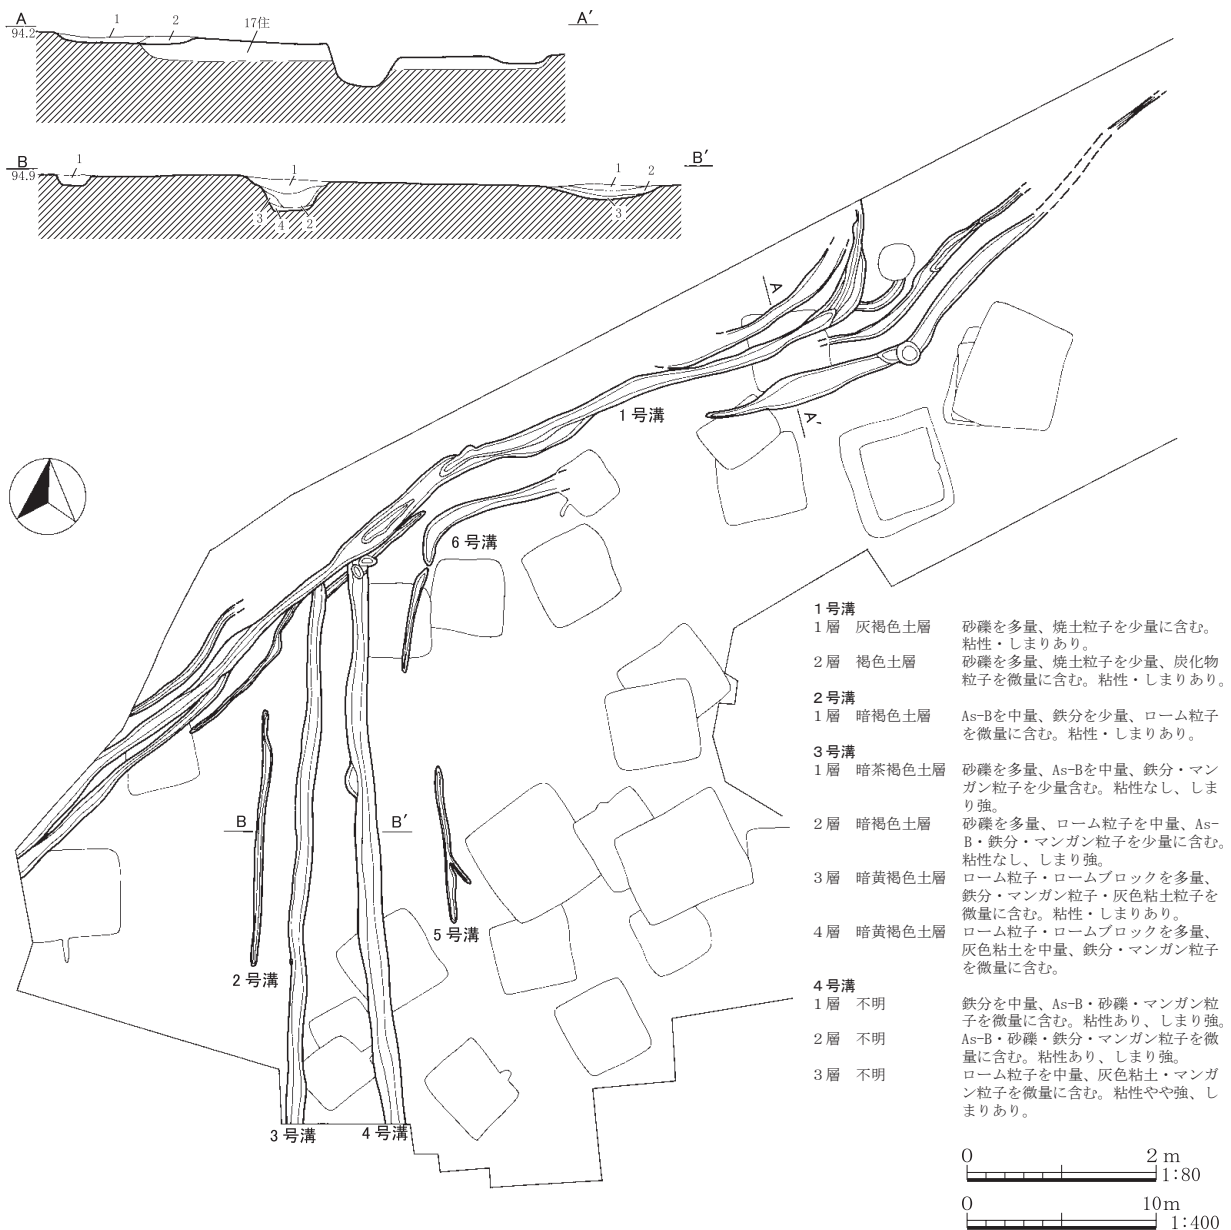 A
A′
94.2
1
2
17住
B
B′
94.9
1
1
1
2
3
4
2
3
A
A′
1号溝
6号溝
B
B′
5号溝
2号溝
3号溝
4号溝
1号溝
1層 灰褐色土層 砂礫を多量、焼土粒子を少量に含む。
粘性・しまりあり。
2層 褐色土層 砂礫を多量、焼土粒子を少量、炭化物
粒子を微量に含む。粘性・しまりあり。
2号溝
1層 暗褐色土層 As-Bを中量、鉄分を少量、ローム粒子
を微量に含む。粘性・しまりあり。
3号溝
1層 暗茶褐色土層 砂礫を多量、As-Bを中量、鉄分・マン
ガン粒子を少量含む。粘性なし、しま
り強。
2層 暗褐色土層 砂礫を多量、ローム粒子を中量、As-
B・鉄分・マンガン粒子を少量に含む。
粘性なし、しまり強。
3層 暗黄褐色土層 ローム粒子・ロームブロックを多量、
鉄分・マンガン粒子・灰色粘土粒子を
微量に含む。粘性・しまりあり。
4層 暗黄褐色土層 ローム粒子・ロームブロックを多量、
灰色粘土を中量、鉄分・マンガン粒子
を微量に含む。
4号溝
1層 不明 鉄分を中量、As-B・砂礫・マンガン粒
子を微量に含む。粘性あり、しまり強。
2層 不明 As-B・砂礫・鉄分・マンガン粒子を微
量に含む。粘性あり、しまり強。
3層 不明 ローム粒子を中量、灰色粘土・マンガ
ン粒子を微量に含む。粘性やや強、し
まりあり。
0 2m
1:80
0 10m
1:400